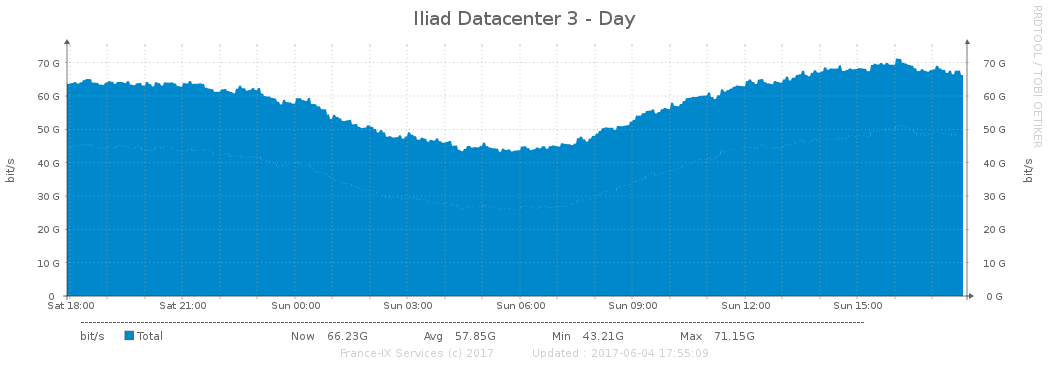 Iliad Datacenter 3 - Day
RRDTOOL / TOBI OETIKER
bit/s
bit/s
70 G 70 G
60 G 60 G
50 G 50 G
40 G 40 G
30 G 30 G
20 G 20 G
10 G 10 G
0 0 G
Sat 18:00 Sat 21:00 Sun 00:00 Sun 03:00 Sun 06:00 Sun 09:00 Sun 12:00 Sun 15:00
bit/s Total Now 66.23G Avg 57.85G Min 43.21G Max 71.15G
France-IX Services (c) 2017 Updated : 2017-06-04 17:55:09